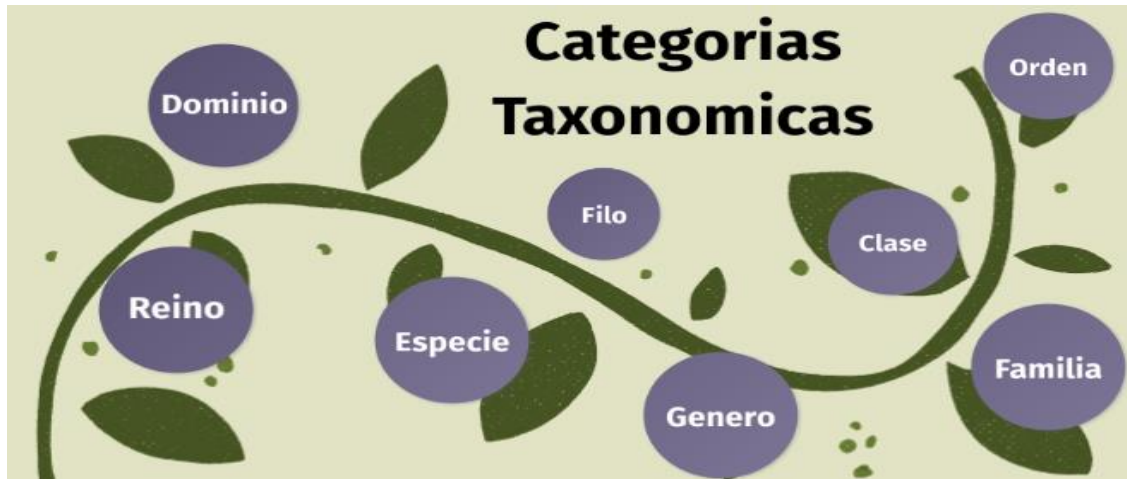 Categorias
Taxonomicas
Orden
Dominio
Filo
Clase
Reino
Especie
Familia
Genero